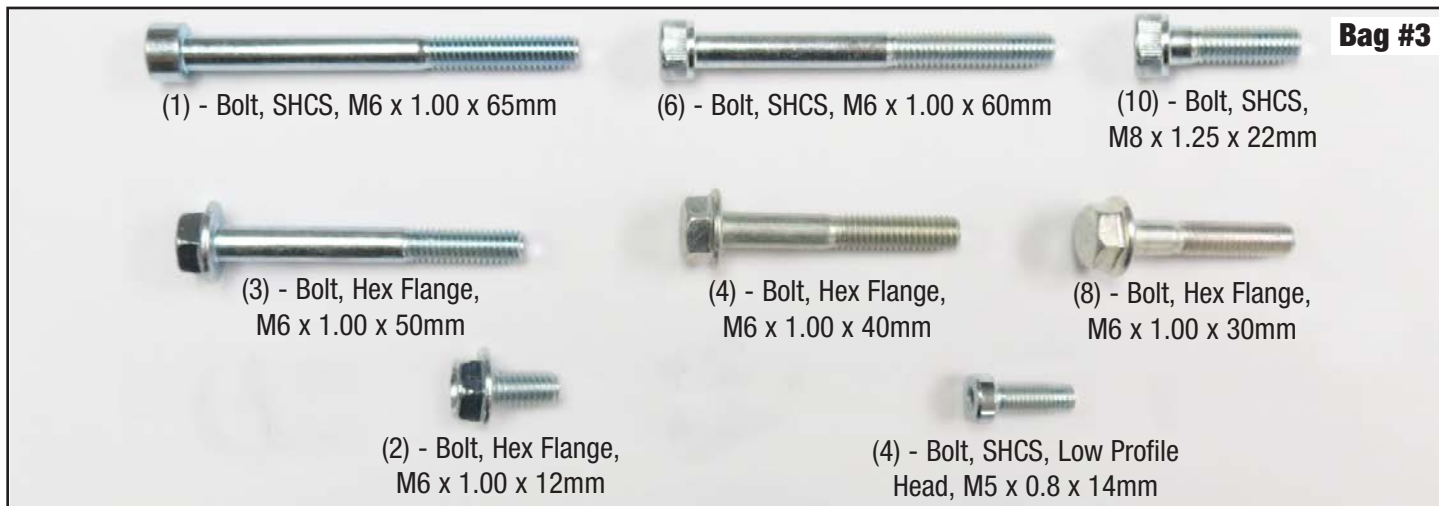 Bag #3
(1) - Bolt, SHCS, M6 x 1.00 x 65mm
(6) - Bolt, SHCS, M6 x 1.00 x 60mm
(10) - Bolt, SHCS,
M8 x 1.25 x 22mm
(3) - Bolt, Hex Flange,
M6 x 1.00 x 50mm
(4) - Bolt, Hex Flange,
M6 x 1.00 x 40mm
(8) - Bolt, Hex Flange,
M6 x 1.00 x 30mm
(2) - Bolt, Hex Flange,
M6 x 1.00 x 12mm
(4) - Bolt, SHCS, Low Profile
Head, M5 x 0.8 x 14mm